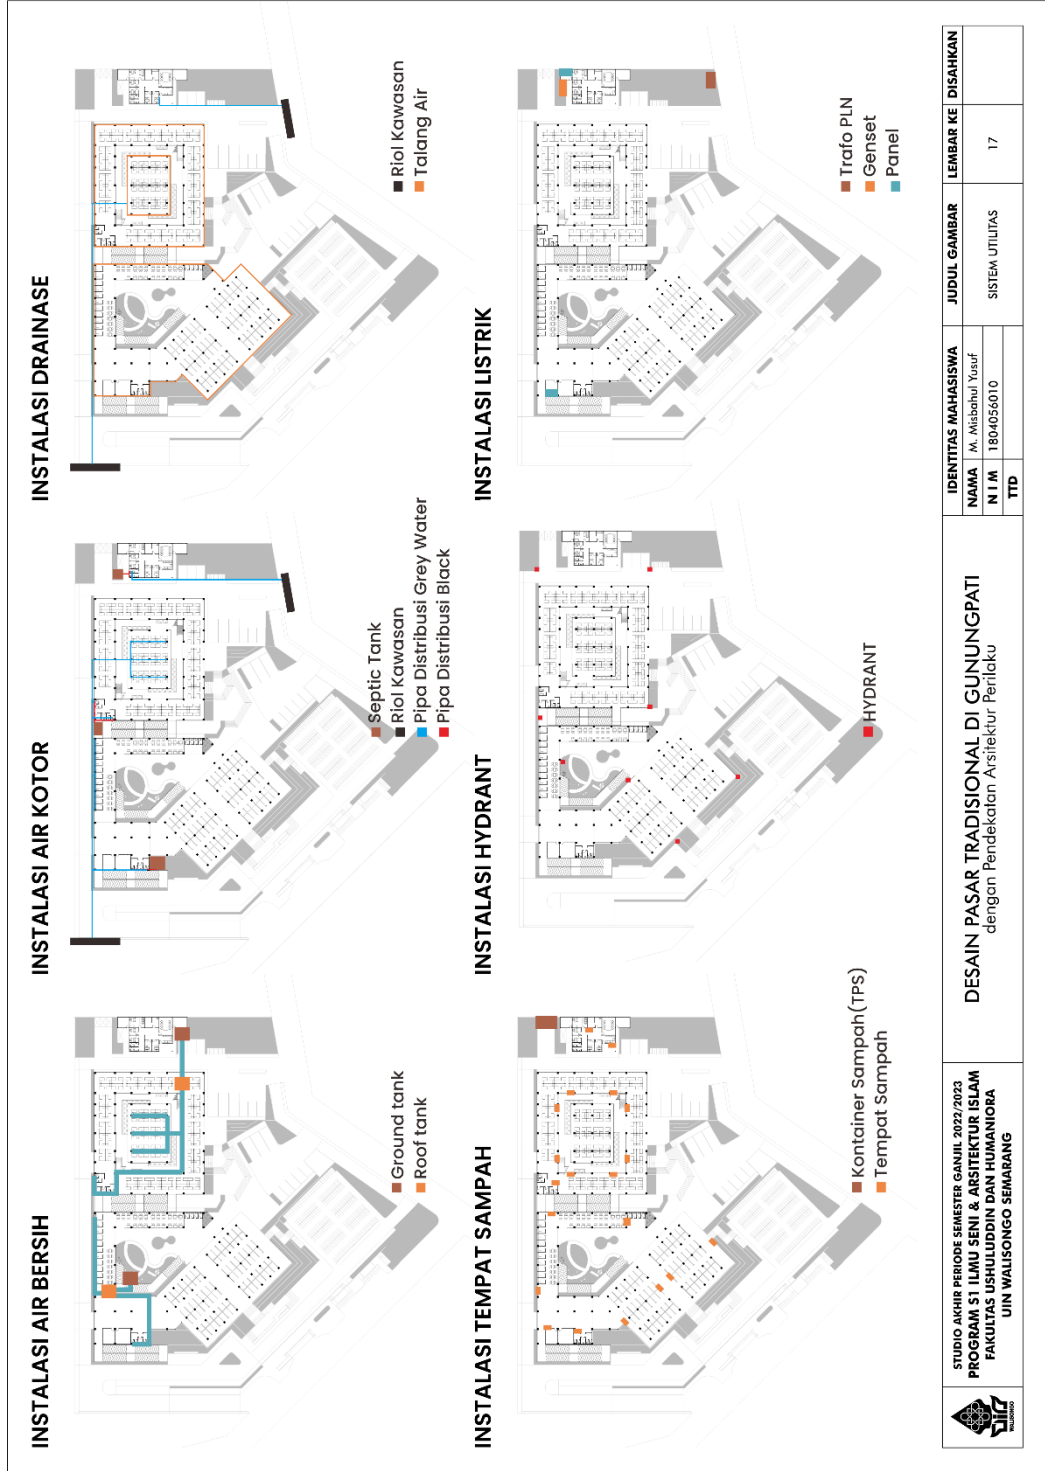 INSTALASI AIR BERSIH
Ground tank
Roof tank
INSTALASI AIR KOTOR
Septic Tank
Riol Kawasan
Pipa Distribusi Grey Water
Pipa Distribusi Black
INSTALASI DRAINASE
Riol Kawasan
Talang Air
INSTALASI TEMPAT SAMPAH
Kontainer Sampah(TPS)
Tempat Sampah
INSTALASI HYDRANT
HYDRANT
INSTALASI LISTRIK
Trafo PLN
Genset
Panel
WALISONGO
STUDIO AKHIR PERIODE SEMESTER GANJIL 2022/2023
PROGRAM S1 ILMU SENI & ARSITEKTUR ISLAM
FAKULTAS USHULUDDIN DAN HUMANIORA
UIN WALISONGO SEMARANG
DESAIN PASAR TRADISIONAL DI GUNUNGPATI
dengan Pendekatan Arsitektur Perilaku
IDENTITAS MAHASISWA
NAMA M. Misbahul Yusuf
N I M 1804056010
TTD
JUDUL GAMBAR
SISTEM UTILITAS
LEMBAR KE
17
DISAHKAN